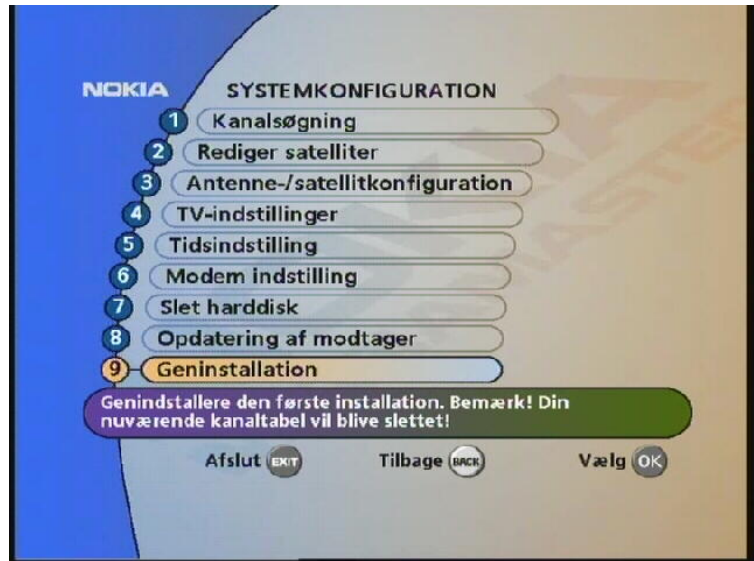 NOKIA SYSTEMKONFIGURATION
1 Kanalsøgning
2 Rediger satelliter
3 Antenne-/satellitkonfiguration
4 TV-indstillinger
5 Tidsindstilling
6 Modem indstilling
7 Slet harddisk
8 Opdatering af modtager
9 Geninstallation
Genindstallere den første installation. Bemærk! Din
nuværende kanaltabel vil blive slettet!
Afslut EXIT Tilbage BACK Vælg OK